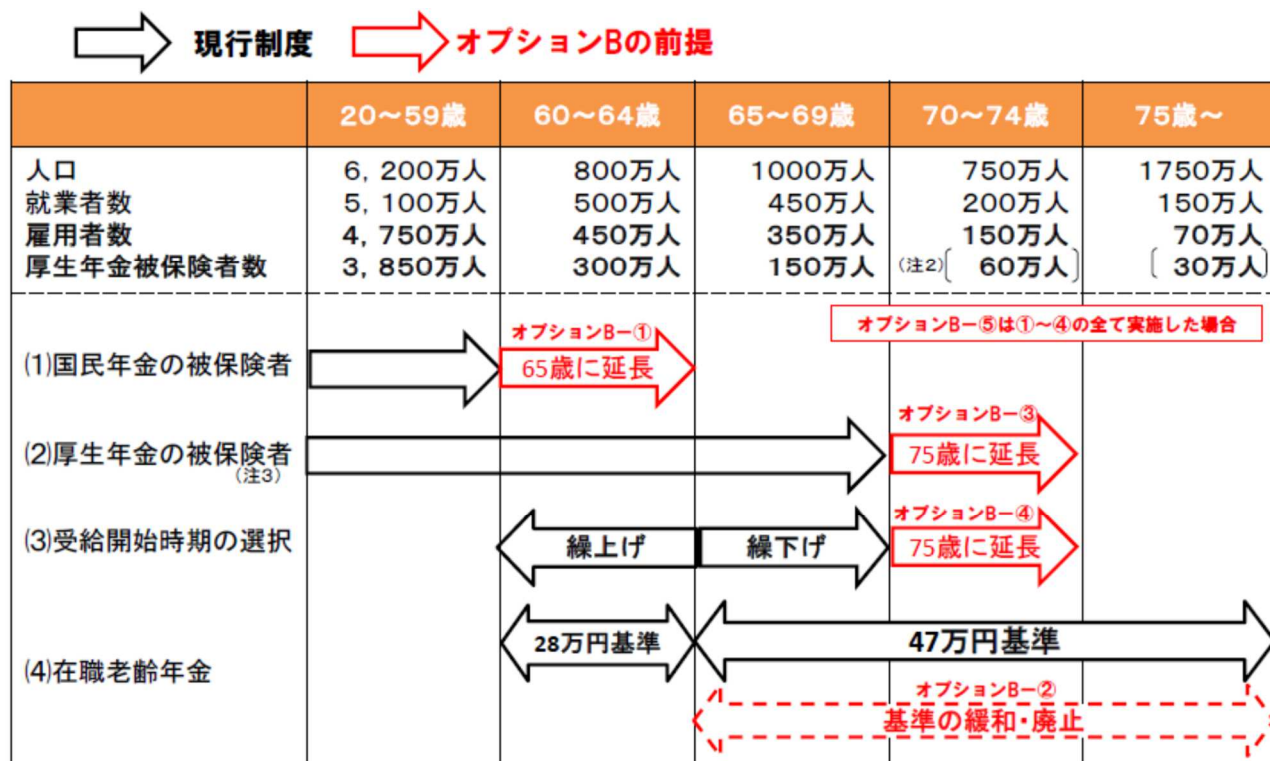 現行制度 オプションBの前提
20～59歳 60～64歳 65～69歳 70～74歳 75歳～
人口 6,200万人 800万人 1000万人 750万人 1750万人
就業者数 5,100万人 500万人 450万人 200万人 150万人
雇用者数 4,750万人 450万人 350万人 150万人 70万人
厚生年金被保険者数 3,850万人 300万人 150万人 (注2)〔 60万人〕 〔 30万人〕
オプションB－① オプションB－⑤は①～④の全て実施した場合
(1)国民年金の被保険者 65歳に延長
オプションB－③
(2)厚生年金の被保険者 75歳に延長
(注3)
オプションB－④
(3)受給開始時期の選択 繰上げ 繰下げ 75歳に延長
28万円基準 47万円基準
(4)在職老齢年金
オプションB－②
基準の緩和・廃止